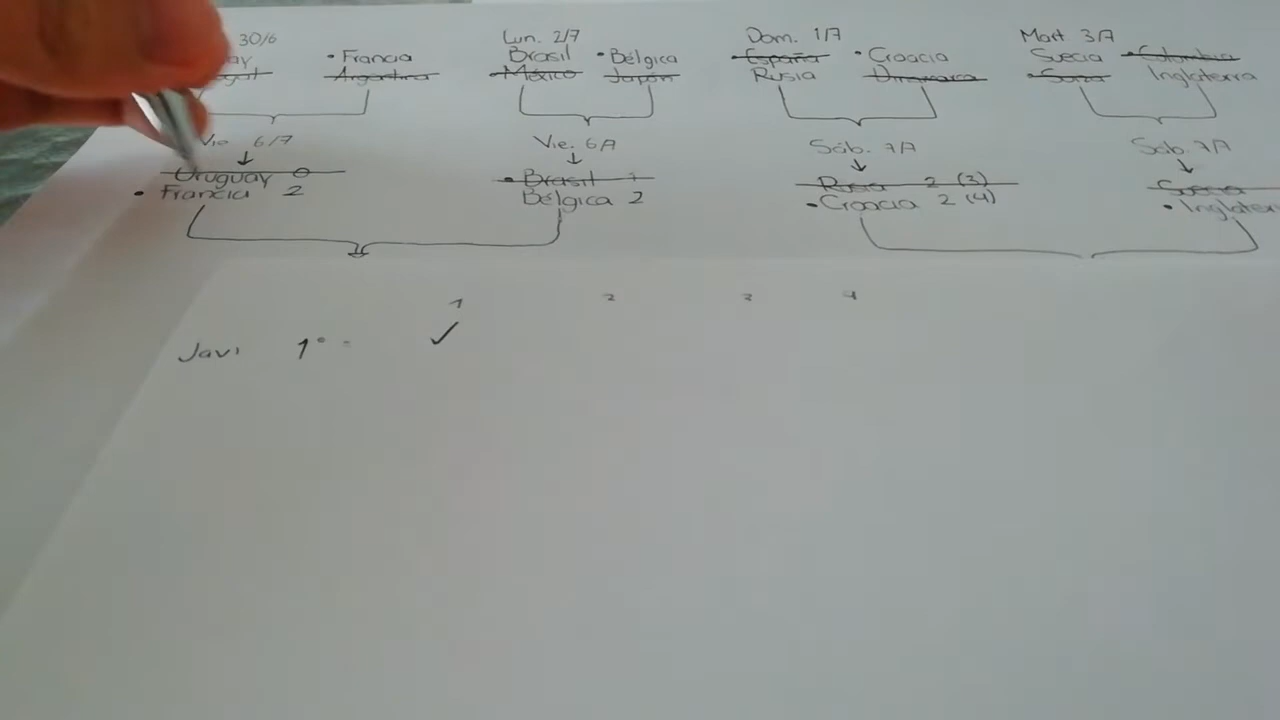 30/6 Lun. 2/7 Dom. 1/7 Mart 3/7
Brasil • Bélgica • Francia España • Croacia Suecia • Colombia
México Japón Argentina Rusia Dinamarca Suiza Inglaterra
Vie 6/7 Vie. 6/7 Sáb. 7/7 Sáb. 7/7
Uruguay 0 • Brasil 1 Rusia 2 (3) Suecia
• Francia 2 Bélgica 2 • Croacia 2 (4) • Inglater
1 2 3 4
Javi 1º - ✓